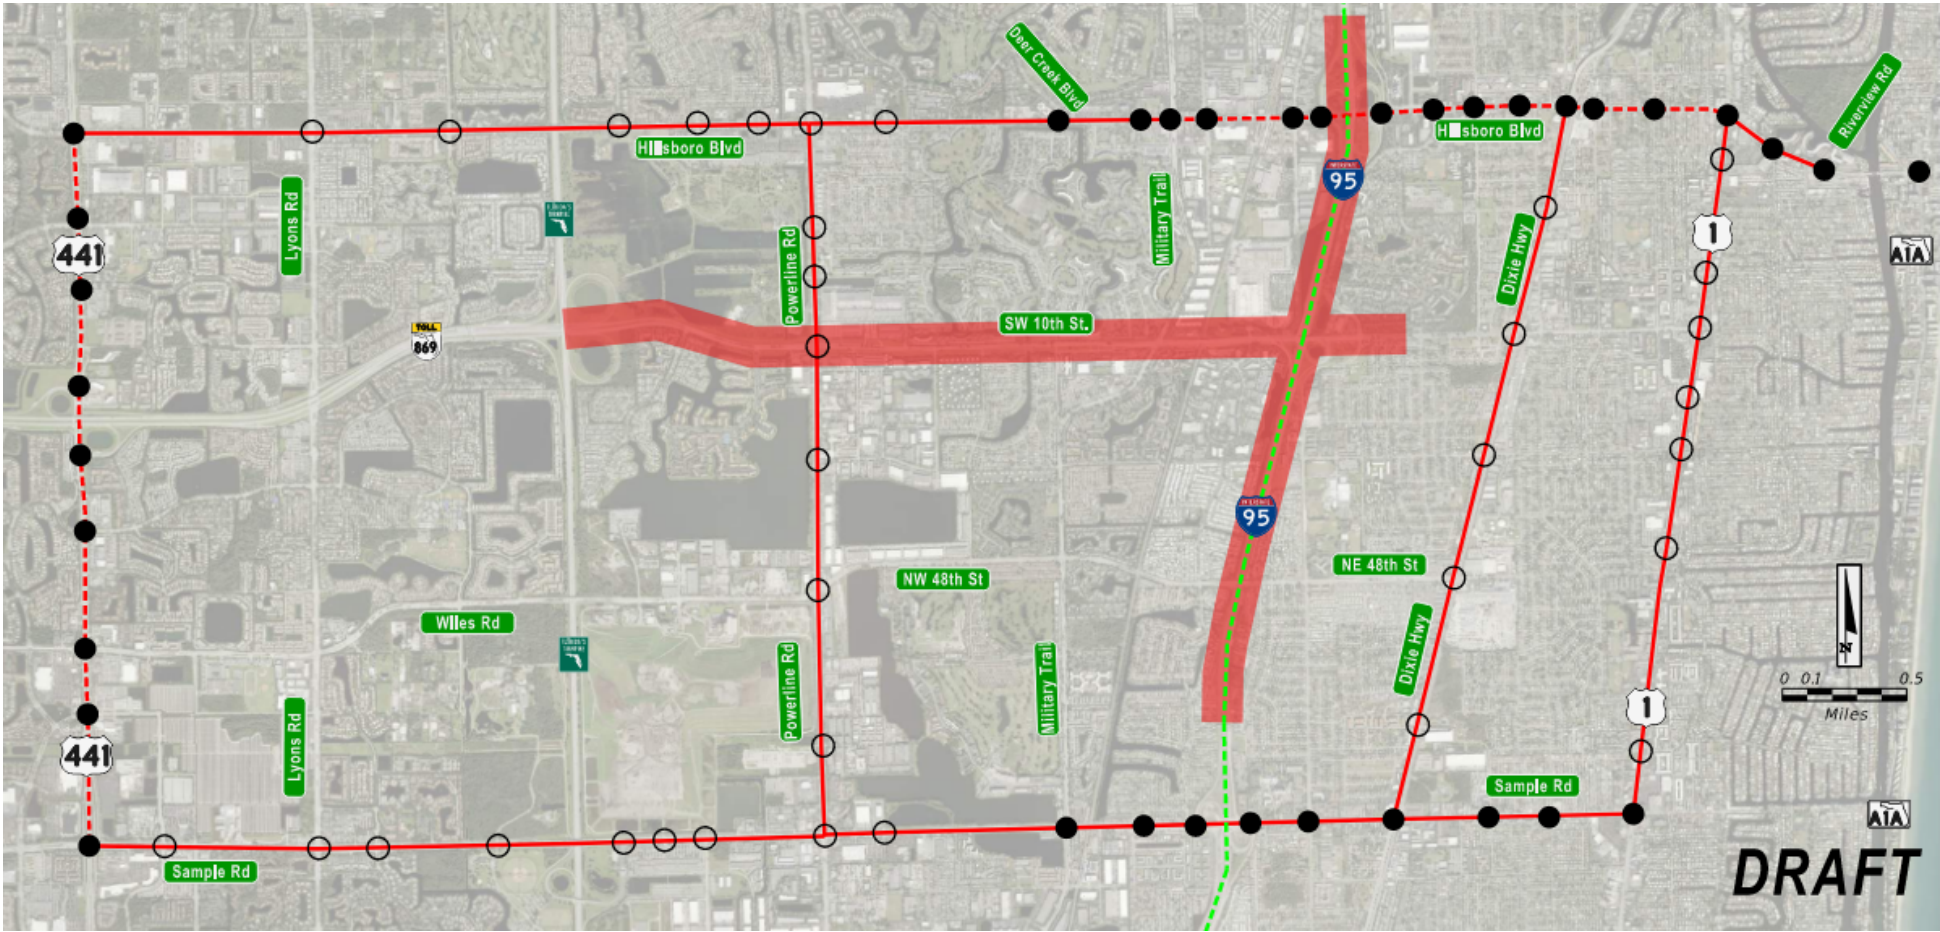 Deer Creek Blvd
Riverview Rd
Hillsboro Blvd
Hillsboro Blvd
95
Lyons Rd
Military Trail
441
Powerline Rd
Dixie Hwy
1
A1A
SW 10th St.
TOLL
869
95
NW 48th St
NE 48th St
Wiles Rd
Dixie Hwy
N
Powerline Rd
Military Trail
0 0.1 0.5
Miles
1
Lyons Rd
441
Sample Rd
A1A
Sample Rd
DRAFT